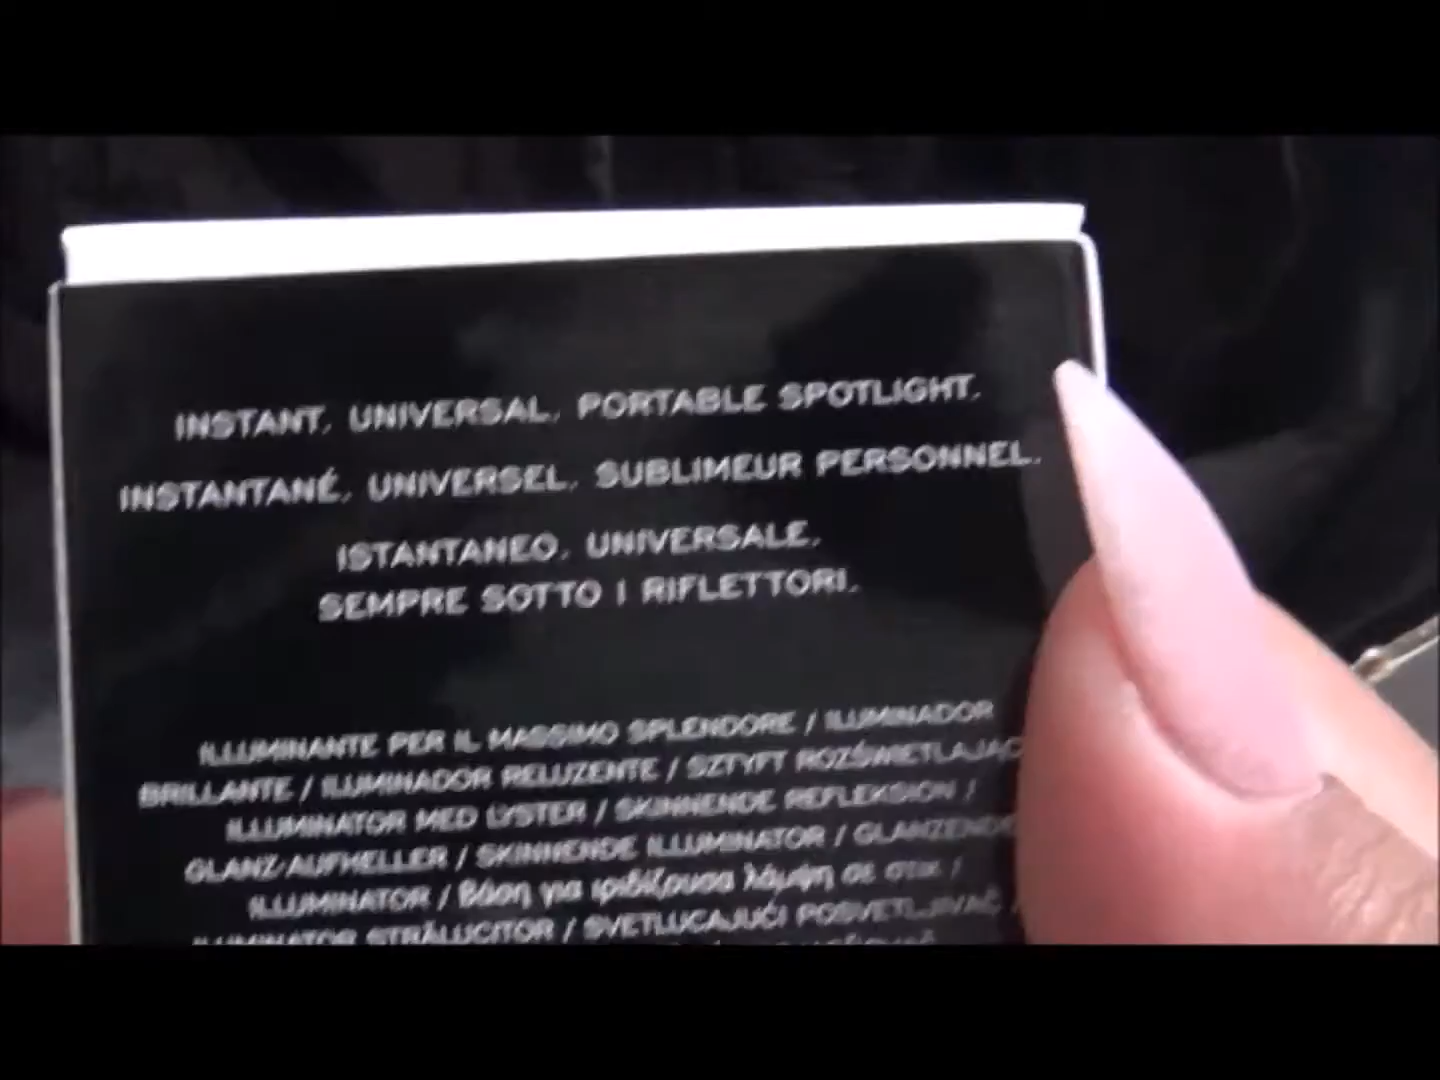 INSTANT. UNIVERSAL. PORTABLE SPOTLIGHT.
INSTANTANÉ. UNIVERSEL. SUBLIMEUR PERSONNEL.
ISTANTANEO. UNIVERSALE.
SEMPRE SOTTO I RIFLETTORI.
ILLUMINANTE PER IL MASSIMO SPLENDORE / ILUMINADOR
BRILLANTE / ILUMINADOR RELUZENTE / SZTYFT
ILLUMINATOR MED LYSTER / SKINNENDE REFLEKSION /
GLANZ-AUFHELLER / SKINNENDE ILLUMINATOR / GLANZENDE
ILLUMINATOR / βάση για ιριδίζουσα λάμψη σε στικ /
ILUMINATOR STRĂLUCITOR / SVETLUCAJUĆI POSVETLJIVAČ /